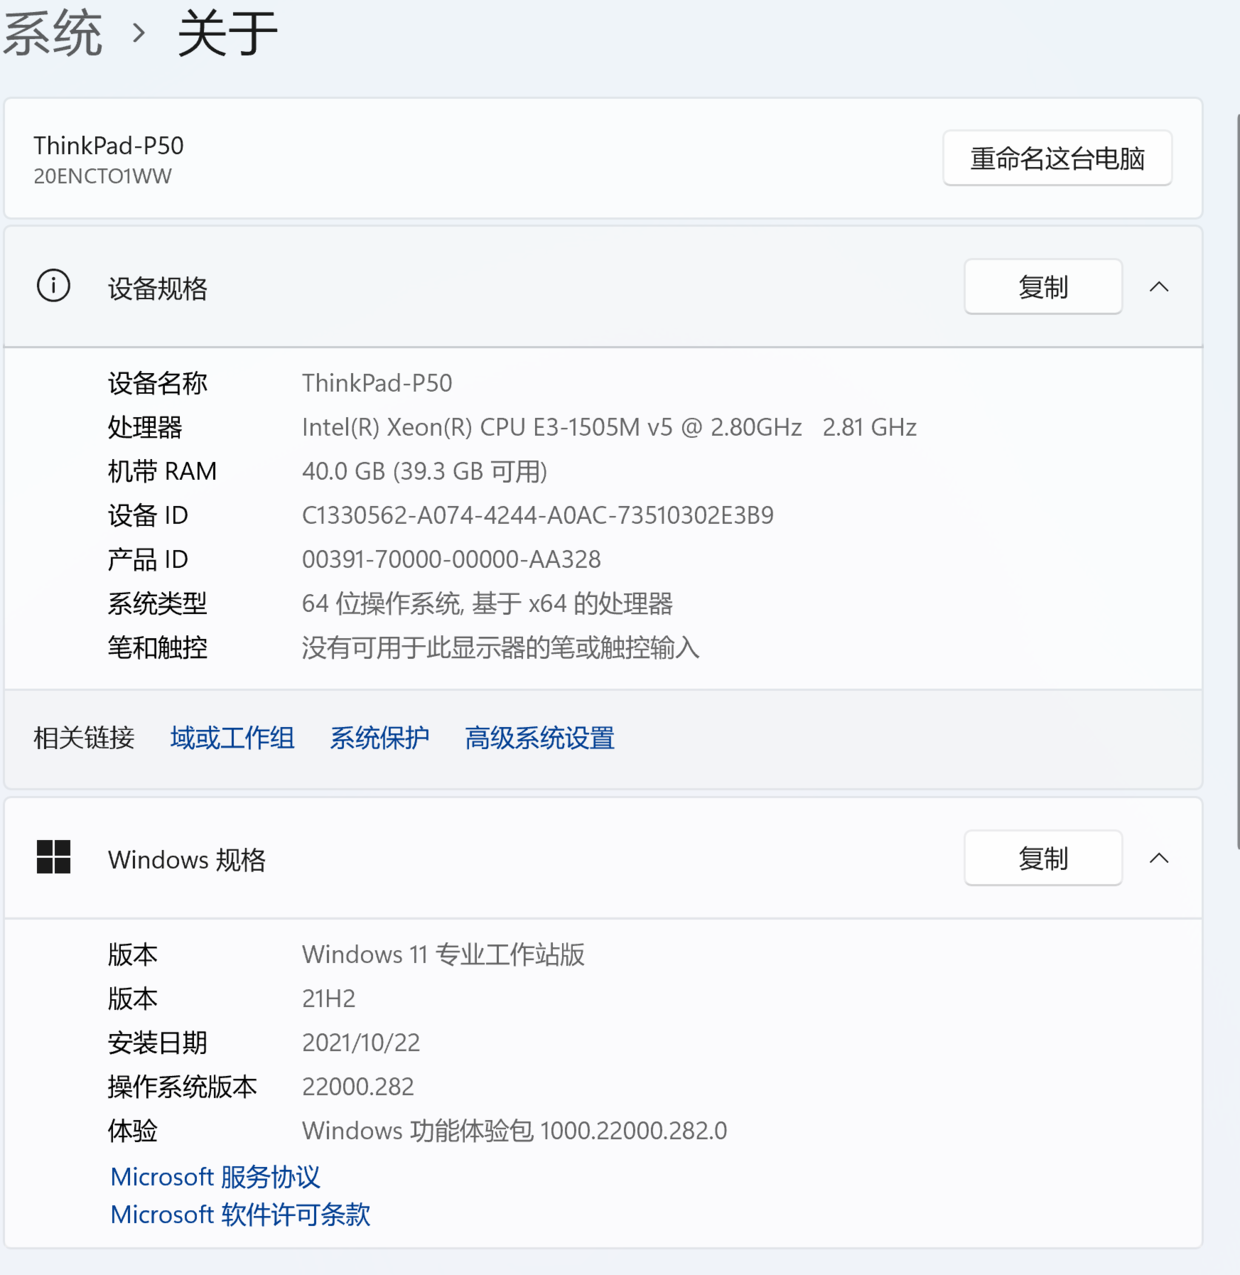 系统 › 关于
ThinkPad-P50
20ENCTO1WW
重命名这台电脑
设备规格
复制
设备名称 ThinkPad-P50
处理器 Intel(R) Xeon(R) CPU E3-1505M v5 @ 2.80GHz 2.81 GHz
机带 RAM 40.0 GB (39.3 GB 可用)
设备 ID C1330562-A074-4244-A0AC-73510302E3B9
产品 ID 00391-70000-00000-AA328
系统类型 64 位操作系统, 基于 x64 的处理器
笔和触控 没有可用于此显示器的笔或触控输入
相关链接 域或工作组 系统保护 高级系统设置
Windows 规格
复制
版本 Windows 11 专业工作站版
版本 21H2
安装日期 2021/10/22
操作系统版本 22000.282
体验 Windows 功能体验包 1000.22000.282.0
Microsoft 服务协议
Microsoft 软件许可条款